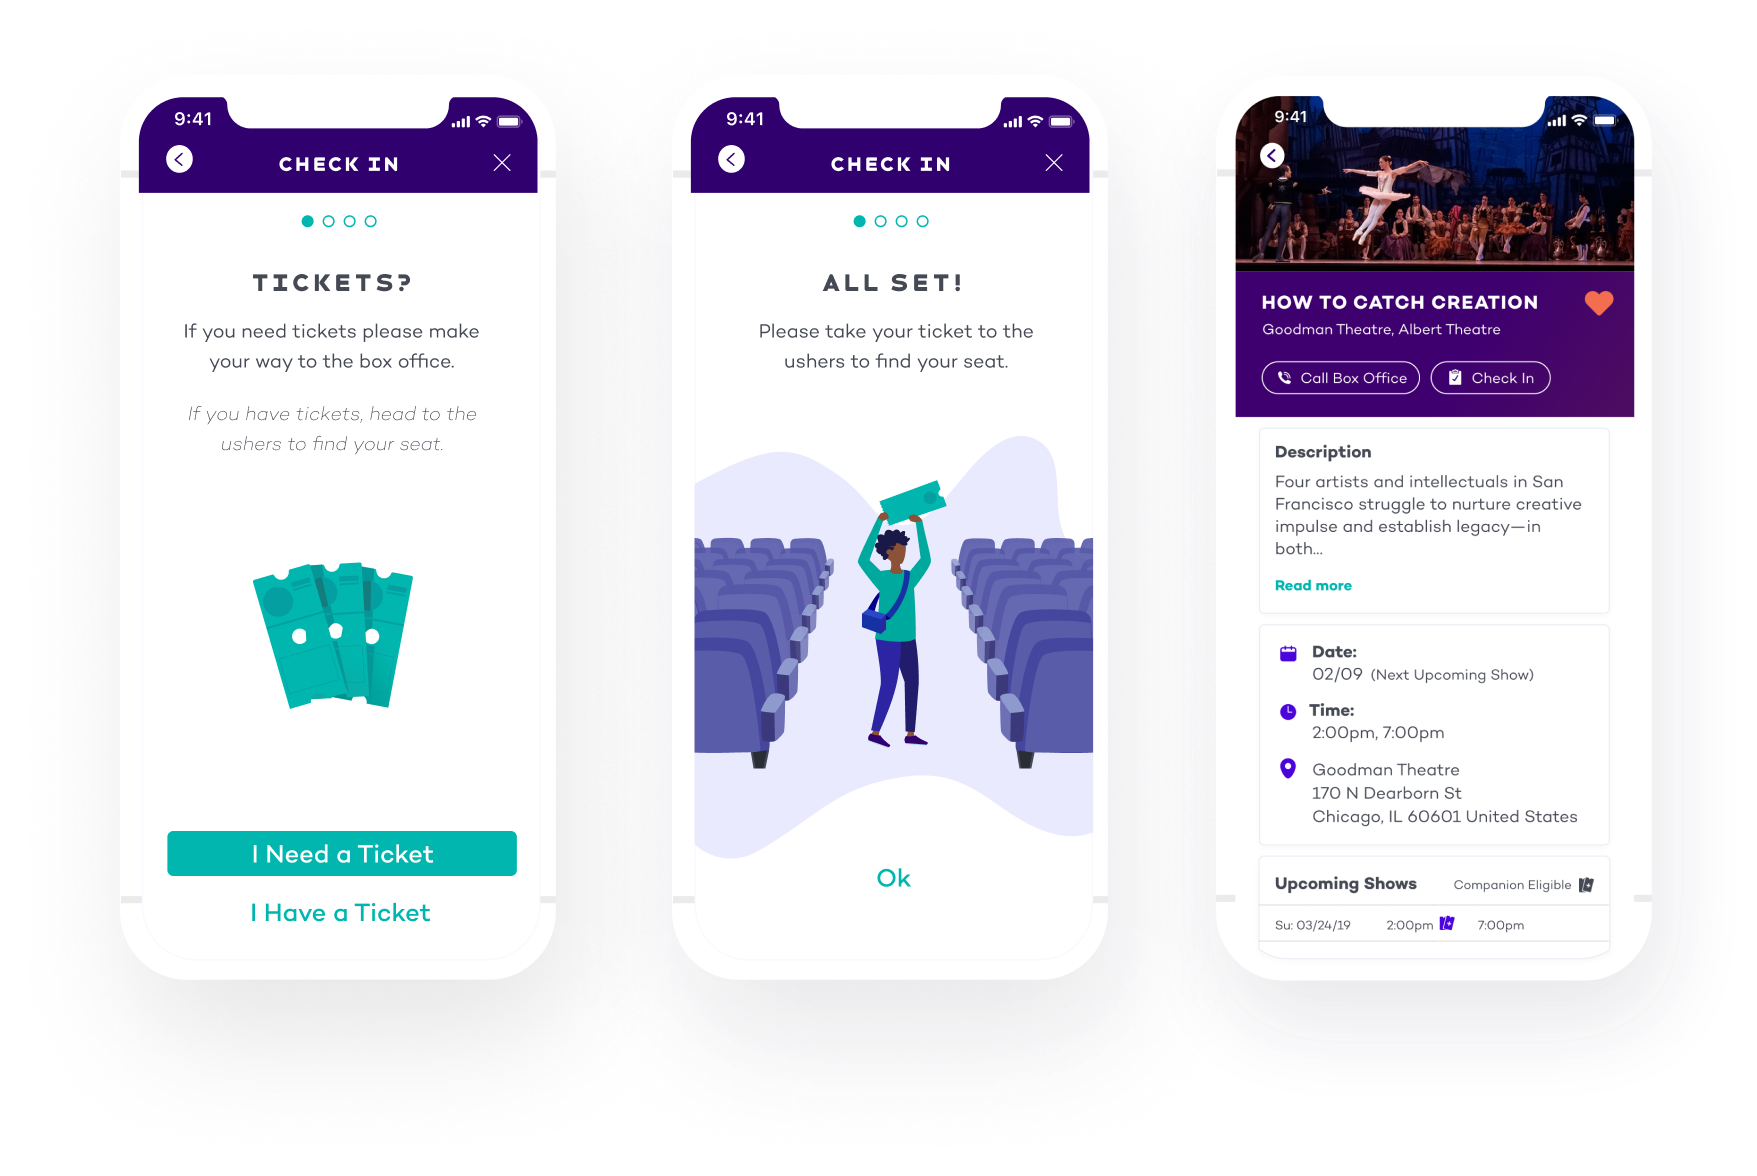 9:41
CHECK IN
TICKETS?
If you need tickets please make
your way to the box office.
If you have tickets, head to the
ushers to find your seat.
I Need a Ticket
I Have a Ticket
9:41
CHECK IN
ALL SET!
Please take your ticket to the
ushers to find your seat.
Ok
9:41
HOW TO CATCH CREATION
Goodman Theatre, Albert Theatre
Call Box Office
Check In
Description
Four artists and intellectuals in San
Francisco struggle to nurture creative
impulse and establish legacy—in
both...
Read more
Date:
02/09 (Next Upcoming Show)
Time:
2:00pm, 7:00pm
Goodman Theatre
170 N Dearborn St
Chicago, IL 60601 United States
Upcoming Shows Companion Eligible
Su: 03/24/19 2:00pm 7:00pm